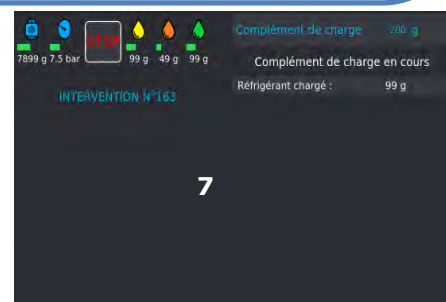 STOP
7899 g 7.5 bar 99 g 49 g 99 g
INTERVENTION N°163
7
Complément de charge 200 g
Complément de charge en cours
Réfrigérant chargé : 99 g